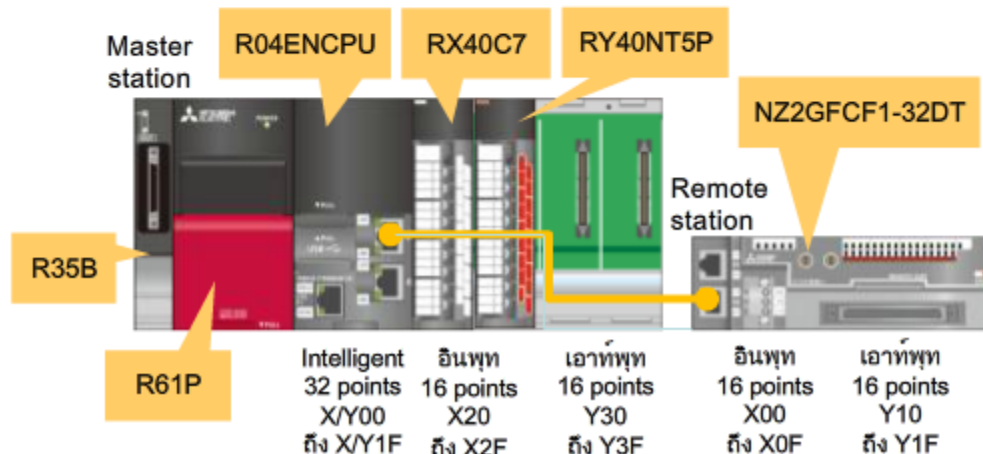 Master
station
R04ENCPU
RX40C7
RY40NT5P
NZ2GFCF1-32DT
Remote
station
R35B
R61P
Intelligent
32 points
X/Y00
ถึง X/Y1F
อินพุท
16 points
X20
ถึง X2F
เอาท์พุท
16 points
Y30
ถึง Y3F
อินพุท
16 points
X00
ถึง X0F
เอาท์พุท
16 points
Y10
ถึง Y1F